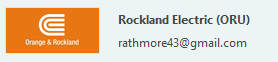 Orange & Rockland
Rockland Electric (ORU)
rathmore43@gmail.com